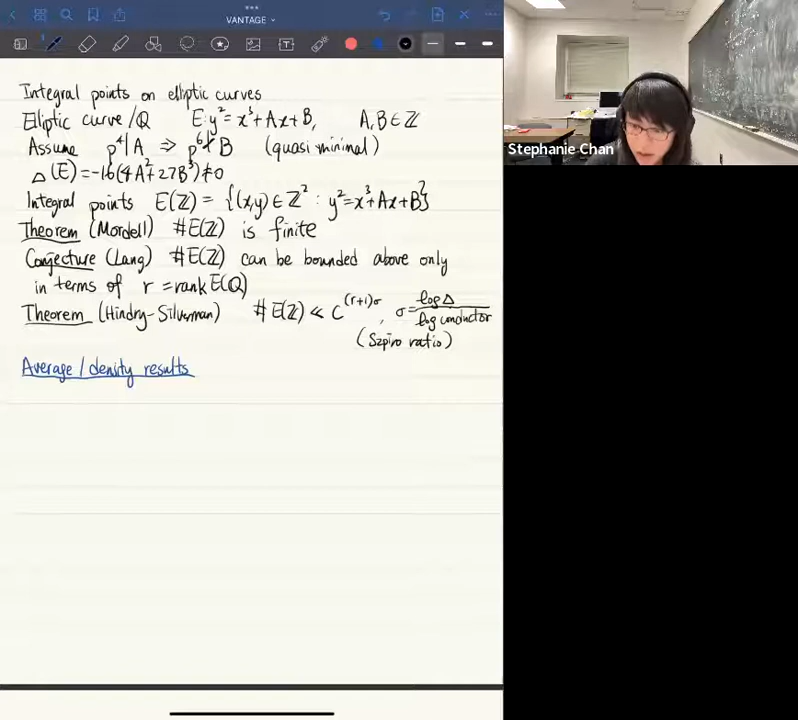 VANTAGE
Integral points on elliptic curves
Elliptic curve/Q E: y² = x³ + Ax + B, A, B ∈ ℤ
Assume p⁴ | A ⇒ p⁶ ∤ B (quasi minimal)
Δ(E) = -16(4A² + 27B³) ≠ 0
Integral points E(ℤ) = {(x,y) ∈ ℤ² : y² = x³ + Ax + B}
Theorem (Mordell) #E(ℤ) is finite
Conjecture (Lang) #E(ℤ) can be bounded above only
in terms of r = rank E(ℚ)
Theorem (Hindry-Silverman) #E(ℤ) ≪ C^{(r+1)σ}, σ = log Δ / log conductor
(Szpiro ratio)
Average / density results
Stephanie Chan